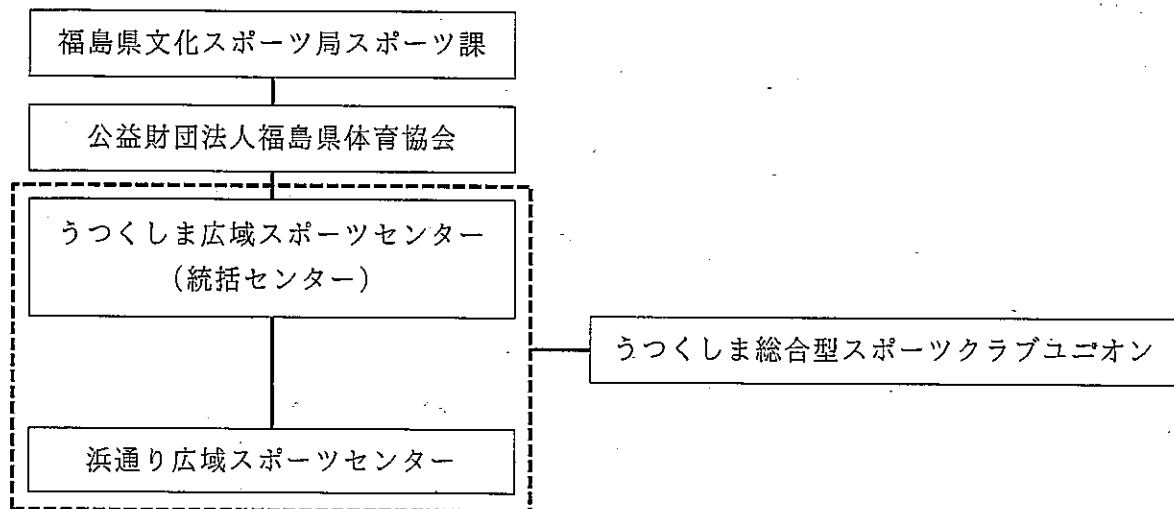 福島県文化スポーツ局スポーツ課
公益財団法人福島県体育協会
うつくしま広域スポーツセンター
(統括センター)
うつくしま総合型スポーツクラブユニオン
浜通り広域スポーツセンター